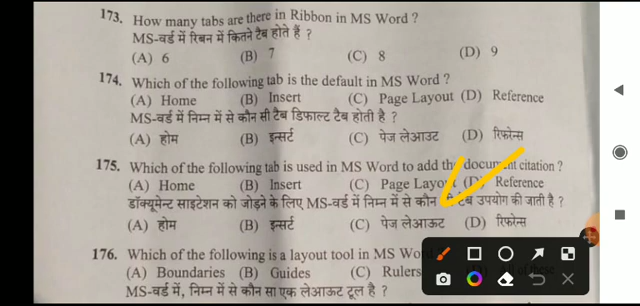 173. How many tabs are there in Ribbon in MS Word ?
MS-वर्ड में रिबन में कितने टैब होते हैं ?
(A) 6 (B) 7 (C) 8 (D) 9
174. Which of the following tab is the default in MS Word ?
(A) Home (B) Insert (C) Page Layout (D) Reference
MS-वर्ड में निम्न में से कौन सी टैब डिफाल्ट टैब होती है ?
(A) होम (B) इन्सर्ट (C) पेज लेआउट (D) रिफरेन्स
175. Which of the following tab is used in MS Word to add the document citation ?
(A) Home (B) Insert (C) Page Layout (D) Reference
डॉक्यूमेन्ट साइटेशन को जोड़ने के लिए MS-वर्ड में निम्न में से कौन टैब उपयोग की जाती है ?
(A) होम (B) इन्सर्ट (C) पेज लेआऊट (D) रिफरेन्स
176. Which of the following is a layout tool in MS
(A) Boundaries (B) Guides (C) Rulers
MS-वर्ड में, निम्न में से कौन सा एक लेआऊट टूल है ?